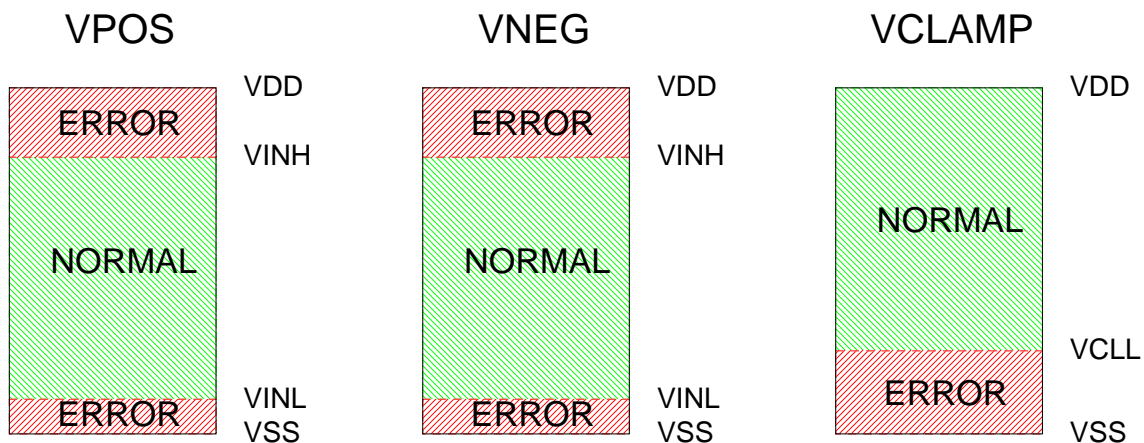 VPOS
VDD
ERROR
VINH
NORMAL
VINL
ERROR
VSS
VNEG
VDD
ERROR
VINH
NORMAL
VINL
ERROR
VSS
VCLAMP
VDD
NORMAL
VCLL
ERROR
VSS